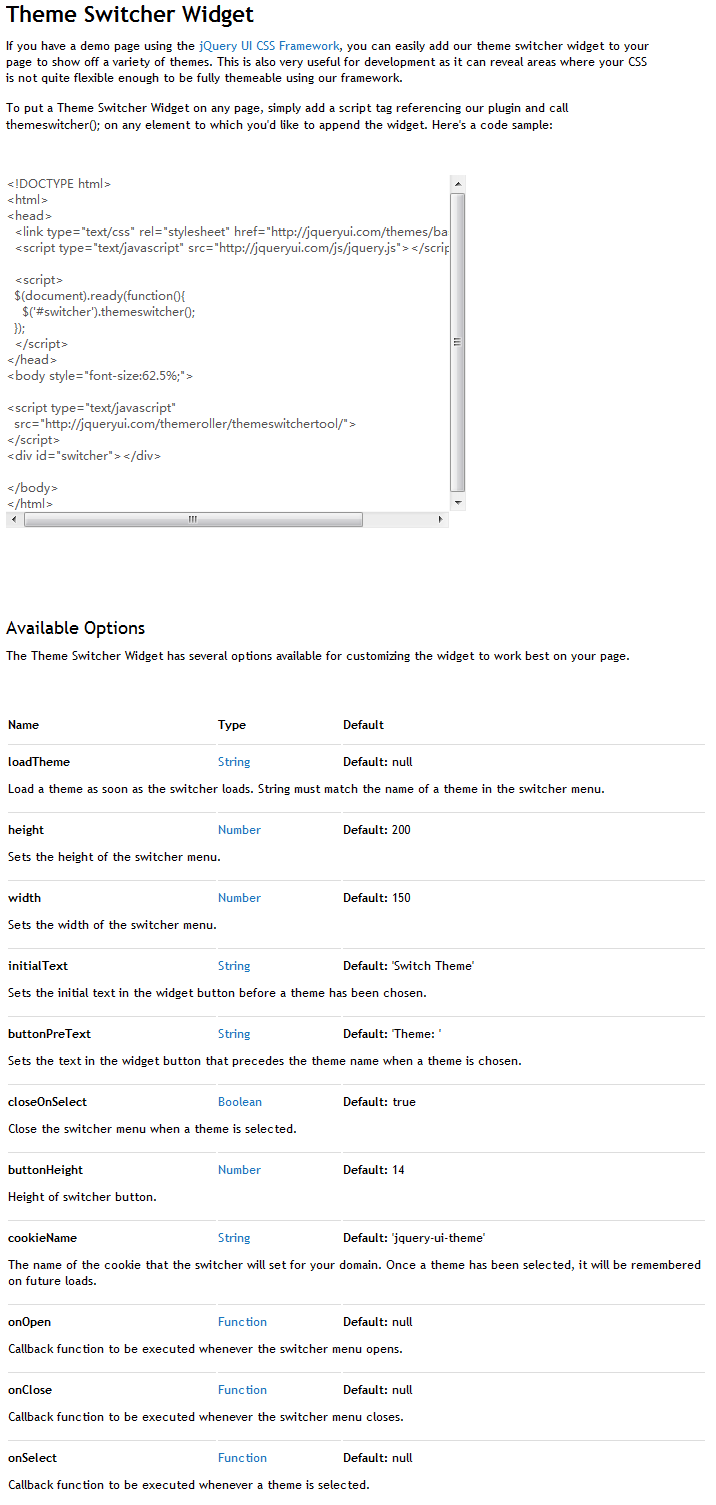 Theme Switcher Widget
If you have a demo page using the jQuery UI CSS Framework, you can easily add our theme switcher widget to your
page to show off a variety of themes. This is also very useful for development as it can reveal areas where your CSS
is not quite flexible enough to be fully themeable using our framework.
To put a Theme Switcher Widget on any page, simply add a script tag referencing our plugin and call
themeswitcher(); on any element to which you'd like to append the widget. Here's a code sample:
<!DOCTYPE html>
<html>
<head>
<link type="text/css" rel="stylesheet" href="http://jqueryui.com/themes/ba
<script type="text/javascript" src="http://jqueryui.com/js/jquery.js"></scrip
<script>
$(document).ready(function(){
$('#switcher').themeswitcher();
});
</script>
</head>
<body style="font-size:62.5%;">
<script type="text/javascript"
src="http://jqueryui.com/themeroller/themeswitchertool/">
</script>
<div id="switcher"></div>
</body>
</html>
Available Options
The Theme Switcher Widget has several options available for customizing the widget to work best on your page.
Name Type Default
loadTheme String Default: null
Load a theme as soon as the switcher loads. String must match the name of a theme in the switcher menu.
height Number Default: 200
Sets the height of the switcher menu.
width Number Default: 150
Sets the width of the switcher menu.
initialText String Default: 'Switch Theme'
Sets the initial text in the widget button before a theme has been chosen.
buttonPreText String Default: 'Theme: '
Sets the text in the widget button that precedes the theme name when a theme is chosen.
closeOnSelect Boolean Default: true
Close the switcher menu when a theme is selected.
buttonHeight Number Default: 14
Height of switcher button.
cookieName String Default: 'jquery-ui-theme'
The name of the cookie that the switcher will set for your domain. Once a theme has been selected, it will be remembered
on future loads.
onOpen Function Default: null
Callback function to be executed whenever the switcher menu opens.
onClose Function Default: null
Callback function to be executed whenever the switcher menu closes.
onSelect Function Default: null
Callback function to be executed whenever a theme is selected.